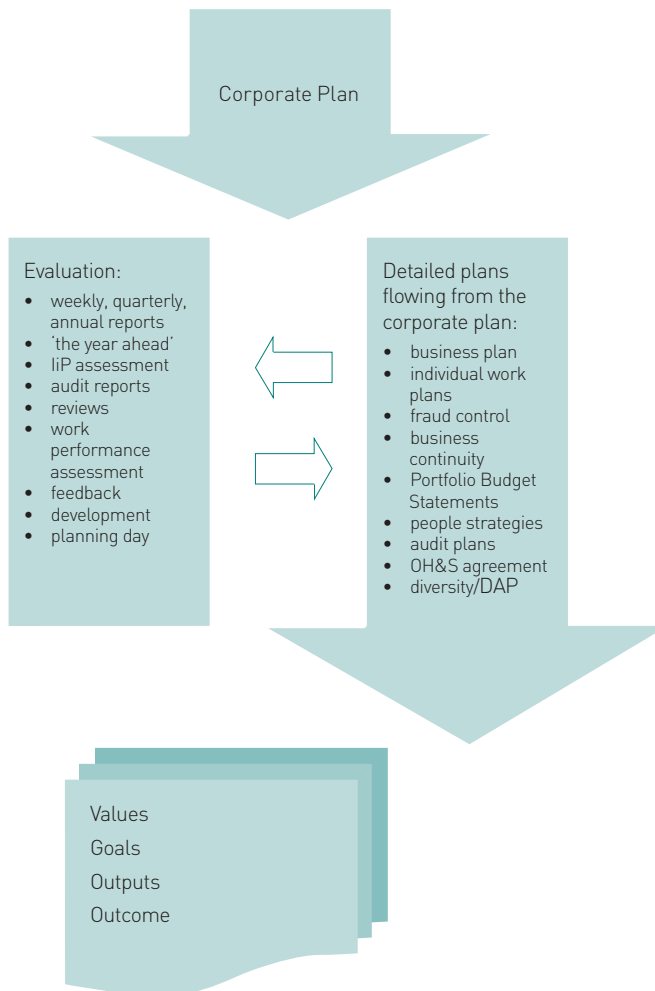 Corporate Plan
Evaluation:
• weekly, quarterly,
annual reports
• ‘the year ahead’
• IiP assessment
• audit reports
• reviews
• work
performance
assessment
• feedback
• development
• planning day
Detailed plans
flowing from the
corporate plan:
• business plan
• individual work
plans
• fraud control
• business
continuity
• Portfolio Budget
Statements
• people strategies
• audit plans
• OH&S agreement
• diversity/DAP
Values
Goals
Outputs
Outcome